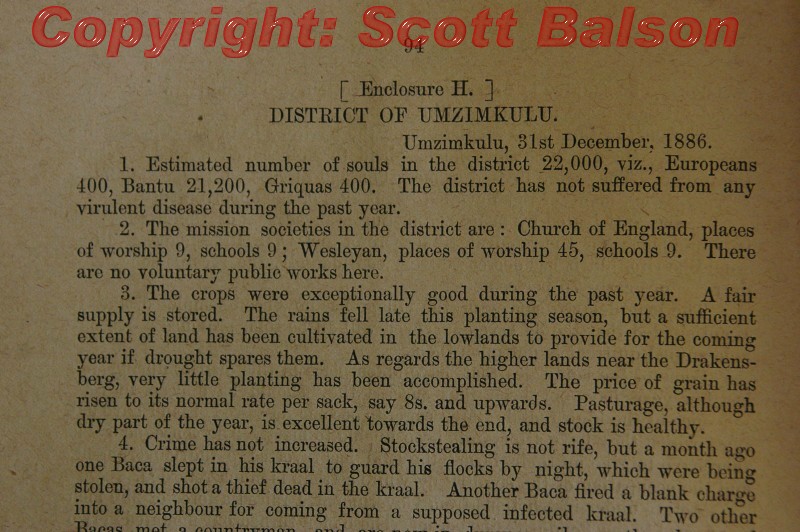 Copyright: Scott Balson
94
[ Enclosure H. ]
DISTRICT OF UMZIMKULU.
Umzimkulu, 31st December, 1886.
1. Estimated number of souls in the district 22,000, viz., Europeans
400, Bantu 21,200, Griquas 400. The district has not suffered from any
virulent disease during the past year.
2. The mission societies in the district are : Church of England, places
of worship 9, schools 9 ; Wesleyan, places of worship 45, schools 9. There
are no voluntary public works here.
3. The crops were exceptionally good during the past year. A fair
supply is stored. The rains fell late this planting season, but a sufficient
extent of land has been cultivated in the lowlands to provide for the coming
year if drought spares them. As regards the higher lands near the Drakens-
berg, very little planting has been accomplished. The price of grain has
risen to its normal rate per sack, say 8s. and upwards. Pasturage, although
dry part of the year, is excellent towards the end, and stock is healthy.
4. Crime has not increased. Stockstealing is not rife, but a month ago
one Baca slept in his kraal to guard his flocks by night, which were being
stolen, and shot a thief dead in the kraal. Another Baca fired a blank charge
into a neighbour for coming from a supposed infected kraal. Two other
Bacas met a countryman, and are now in